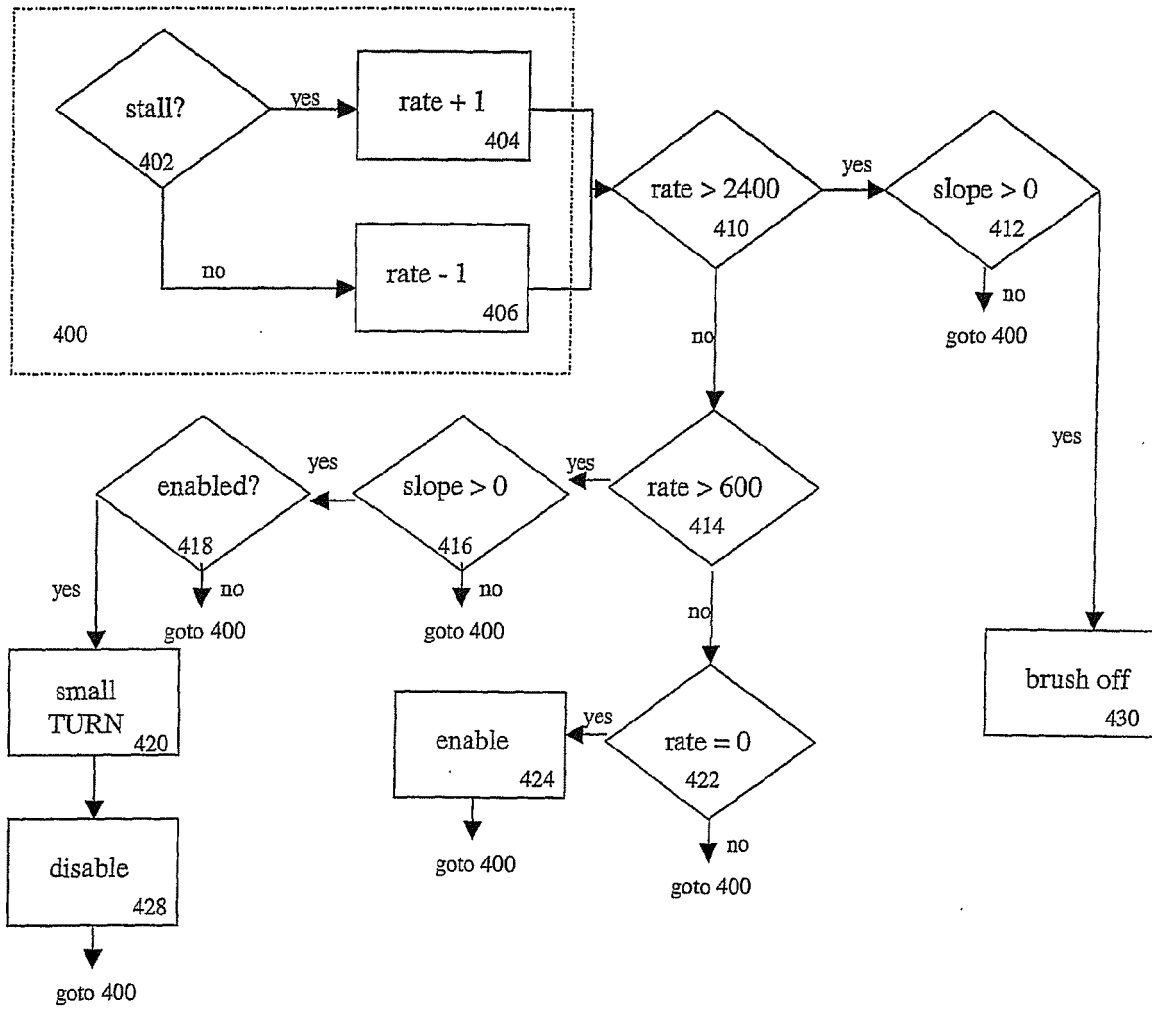 stall?
402
yes
rate + 1
404
no
rate - 1
406
400
rate > 2400
410
yes
slope > 0
412
no
goto 400
yes
brush off
430
no
rate > 600
414
yes
slope > 0
416
no
goto 400
yes
enabled?
418
no
goto 400
yes
small
TURN
420
disable
428
goto 400
no
rate = 0
422
yes
enable
424
goto 400
no
goto 400